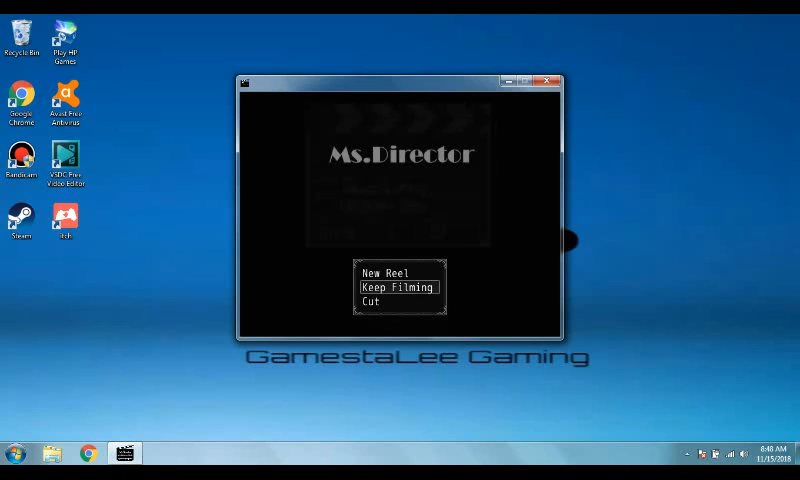 Recycle Bin
Play HP
Games
Google
Chrome
Avast Free
Antivirus
Bandicam
VSDC Free
Video Editor
Steam
itch
Ms.Director
New Reel
Keep Filming
Cut
GamestaLee Gaming
8:48 AM
11/15/2018